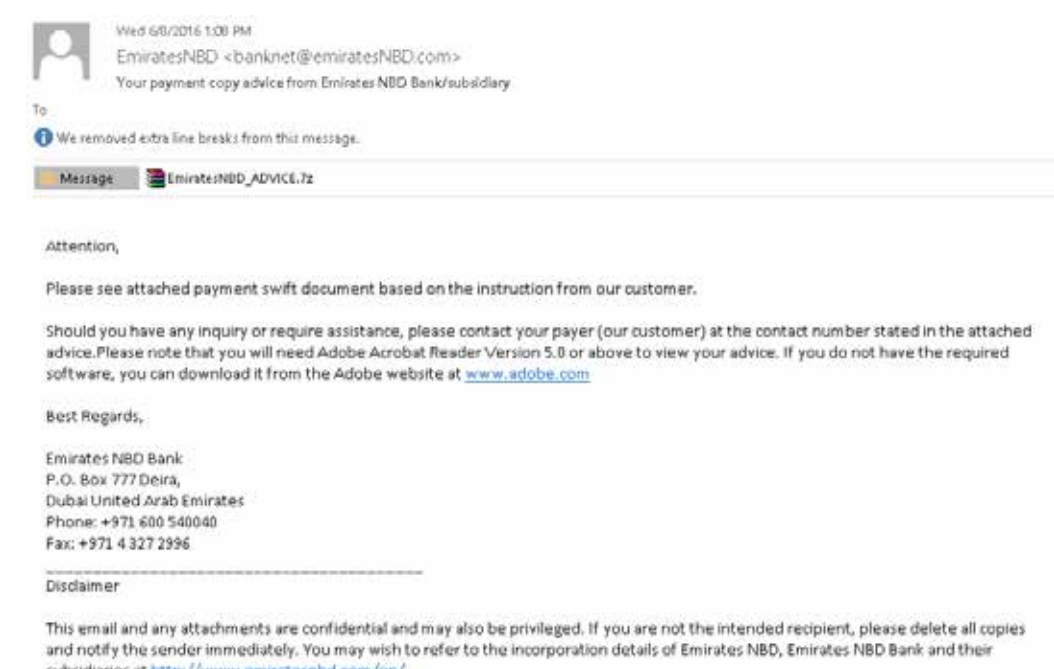 Wed 6/8/2016 1:08 PM
EmiratesNBD <banknet@emiratesNBD.com>
Your payment copy advice from Emirates NBD Bank/subsidiary
To
We removed extra line breaks from this message.
Message EmiratesNBD_ADVICE.7z
Attention,
Please see attached payment swift document based on the instruction from our customer.
Should you have any inquiry or require assistance, please contact your payer (our customer) at the contact number stated in the attached
advice.Please note that you will need Adobe Acrobat Reader Version 5.0 or above to view your advice. If you do not have the required
software, you can download it from the Adobe website at www.adobe.com
Best Regards,
Emirates NBD Bank
P.O. Box 777 Deira,
Dubai United Arab Emirates
Phone: +971 600 540040
Fax: +971 4 327 2996
Disclaimer
This email and any attachments are confidential and may also be privileged. If you are not the intended recipient, please delete all copies
and notify the sender immediately. You may wish to refer to the incorporation details of Emirates NBD, Emirates NBD Bank and their
subsidiaries at http://www.emiratesnbd.com/en/